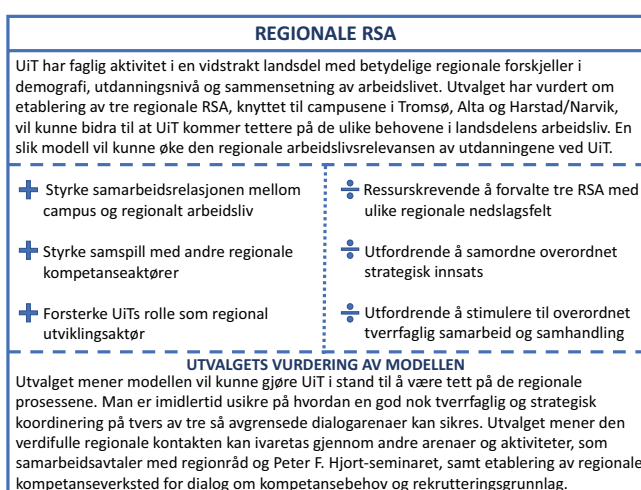 REGIONALE RSA
UiT har faglig aktivitet i en vidstrakt landsdel med betydelige regionale forskjeller i
demografi, utdanningsnivå og sammensetning av arbeidslivet. Utvalget har vurdert om
etablering av tre regionale RSA, knyttet til campusene i Tromsø, Alta og Harstad/Narvik,
vil kunne bidra til at UiT kommer tettere på de ulike behovene i landsdelens arbeidsliv. En
slik modell vil kunne øke den regionale arbeidslivsrelevansen av utdanningene ved UiT.
Styrke samarbeidsrelasjonen mellom
campus og regionalt arbeidsliv
Styrke samspill med andre regionale
kompetanseaktører
Forsterke UiTs rolle som regional
utviklingsaktør
Ressurskrevende å forvalte tre RSA med
ulike regionale nedslagsfelt
Utfordrende å samordne overordnet
strategisk innsats
Utfordrende å stimulere til overordnet
tverrfaglig samarbeid og samhandling
UTVALGETS VURDERING AV MODELLEN
Utvalget mener modellen vil kunne gjøre UiT i stand til å være tett på de regionale
prosessene. Man er imidlertid usikre på hvordan en god nok tverrfaglig og strategisk
koordinering på tvers av tre så avgrensede dialogarenaer kan sikres. Utvalget mener den
verdifulle regionale kontakten kan ivaretas gjennom andre arenaer og aktiviteter, som
samarbeidsavtaler med regionråd og Peter F. Hjort-seminaret, samt etablering av regionale
kompetanseverksted for dialog om kompetansebehov og rekrutteringsgrunnlag.